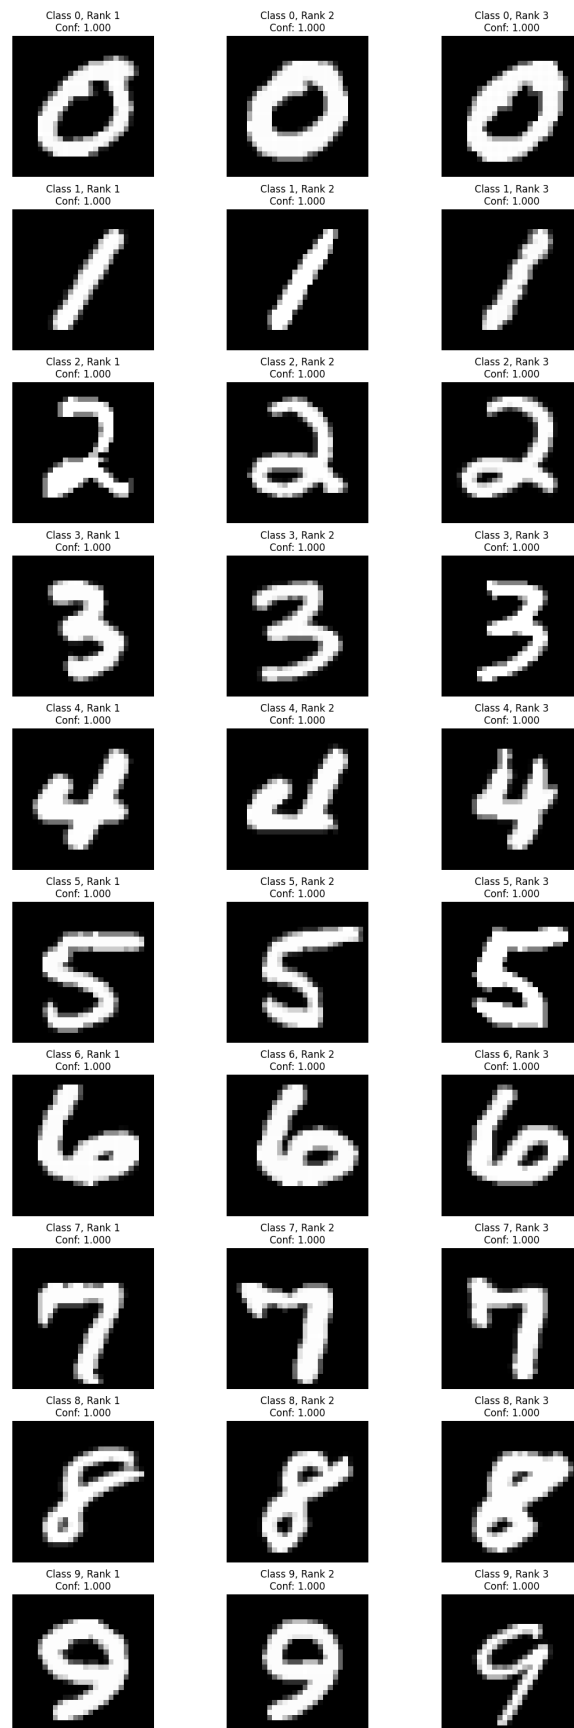 Class 0, Rank 1 Class 0, Rank 2 Class 0, Rank 3
Conf: 1.000 Conf: 1.000 Conf: 1.000
0 0 0
Class 1, Rank 1 Class 1, Rank 2 Class 1, Rank 3
Conf: 1.000 Conf: 1.000 Conf: 1.000
1 1 1
Class 2, Rank 1 Class 2, Rank 2 Class 2, Rank 3
Conf: 1.000 Conf: 1.000 Conf: 1.000
2 2 2
Class 3, Rank 1 Class 3, Rank 2 Class 3, Rank 3
Conf: 1.000 Conf: 1.000 Conf: 1.000
3 3 3
Class 4, Rank 1 Class 4, Rank 2 Class 4, Rank 3
Conf: 1.000 Conf: 1.000 Conf: 1.000
4 4 4
Class 5, Rank 1 Class 5, Rank 2 Class 5, Rank 3
Conf: 1.000 Conf: 1.000 Conf: 1.000
5 5 5
Class 6, Rank 1 Class 6, Rank 2 Class 6, Rank 3
Conf: 1.000 Conf: 1.000 Conf: 1.000
6 6 6
Class 7, Rank 1 Class 7, Rank 2 Class 7, Rank 3
Conf: 1.000 Conf: 1.000 Conf: 1.000
7 7 7
Class 8, Rank 1 Class 8, Rank 2 Class 8, Rank 3
Conf: 1.000 Conf: 1.000 Conf: 1.000
8 8 8
Class 9, Rank 1 Class 9, Rank 2 Class 9, Rank 3
Conf: 1.000 Conf: 1.000 Conf: 1.000
9 9 9